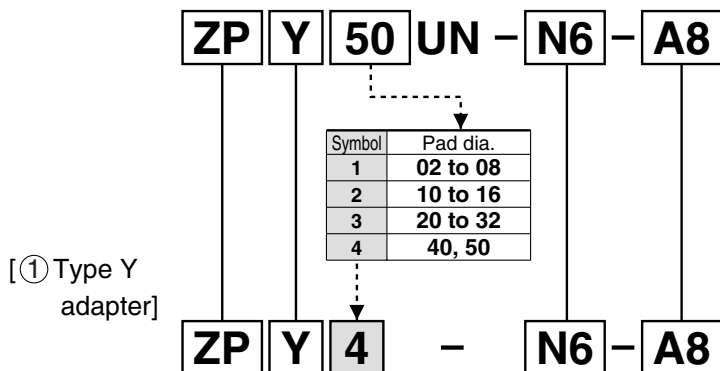 ZP Y 50 UN – N6 – A8
Symbol Pad dia.
1 02 to 08
2 10 to 16
3 20 to 32
4 40, 50
[① Type Y
adapter]
ZP Y 4 – N6 – A8